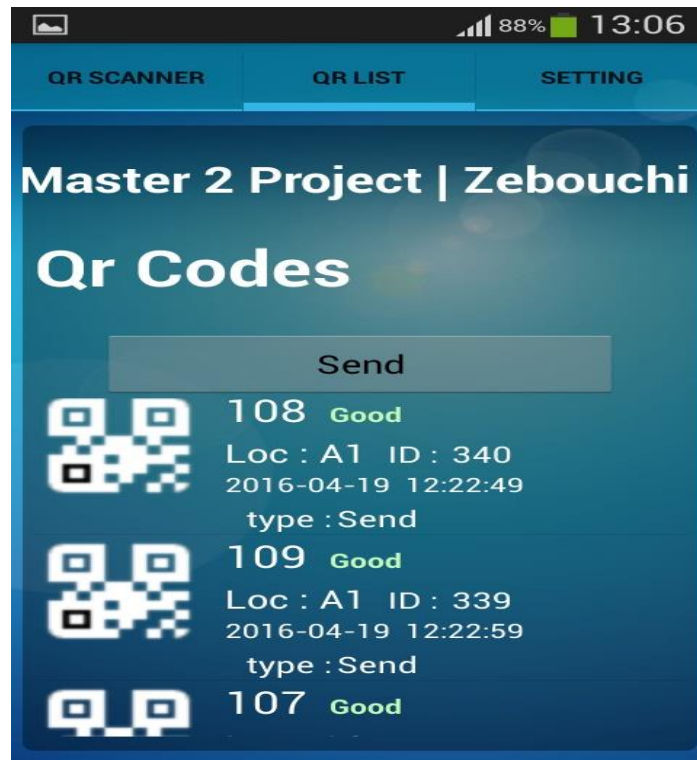 88% 13:06
QR SCANNER QR LIST SETTING
Master 2 Project | Zebouchi
Qr Codes
Send
108 Good
Loc : A1 ID : 340
2016-04-19 12:22:49
type : Send
109 Good
Loc : A1 ID : 339
2016-04-19 12:22:59
type : Send
107 Good